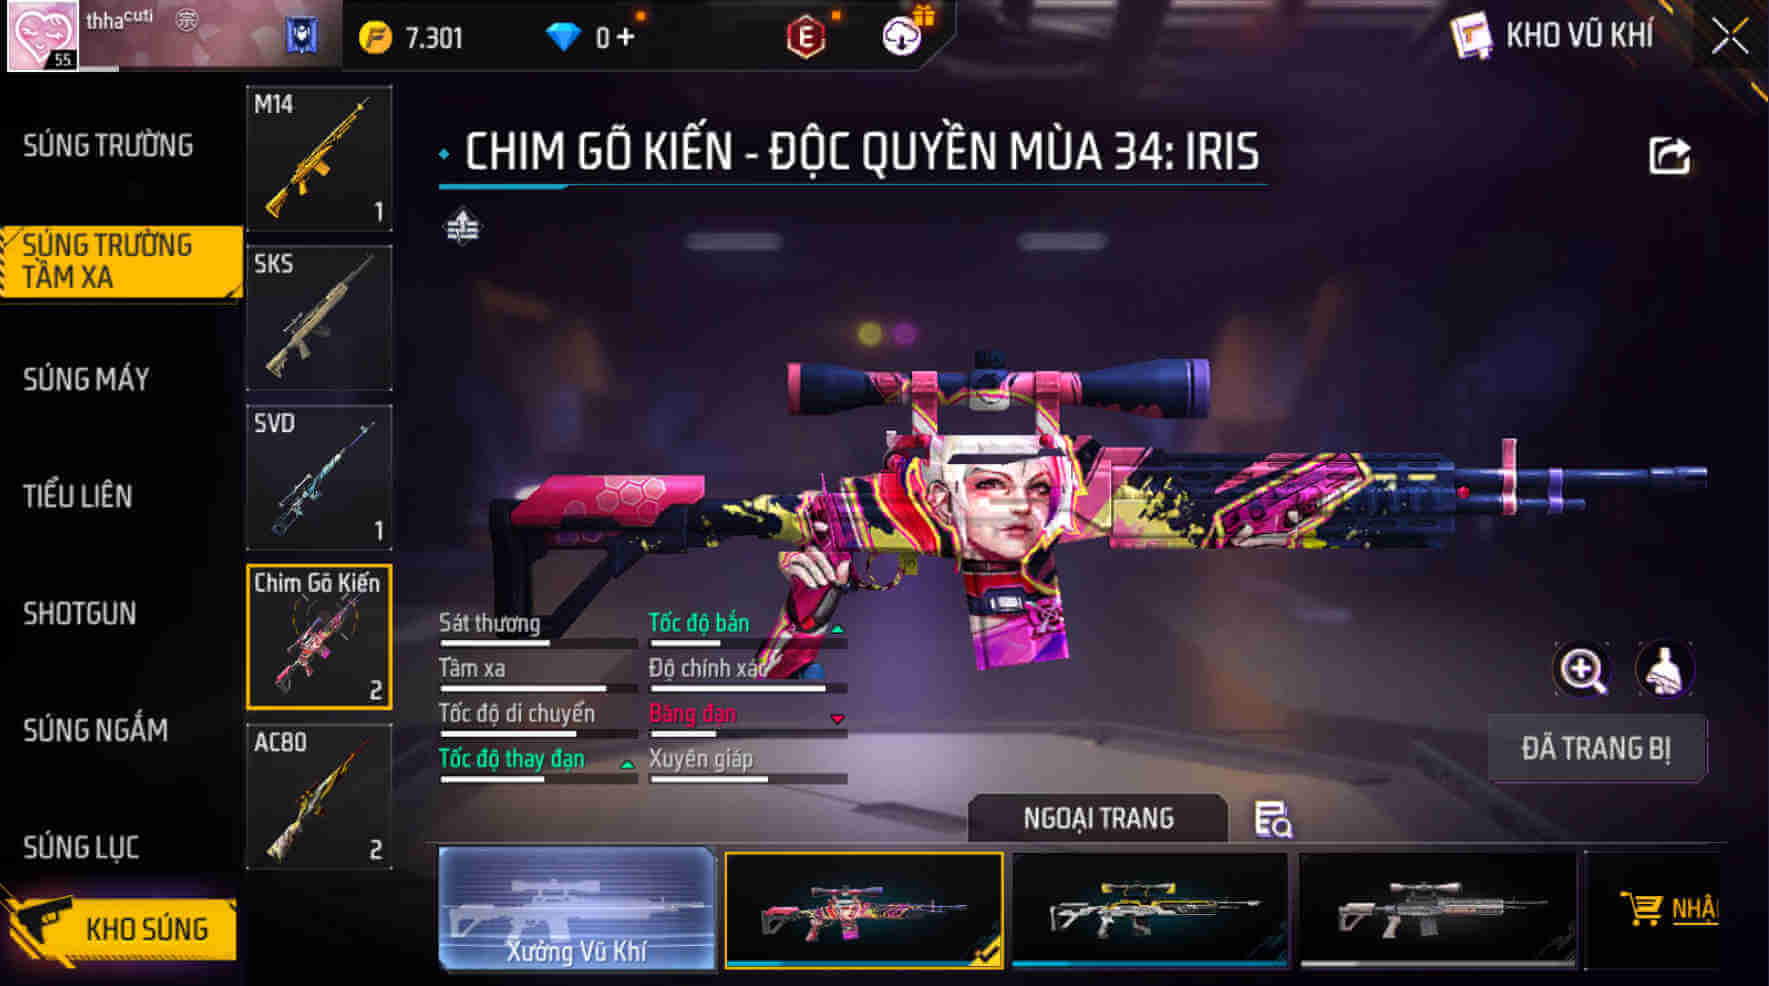 thhacuti 宗
55
7.301
0 +
E
KHO VŨ KHÍ
SÚNG TRƯỜNG
SÚNG TRƯỜNG
TẦM XA
SÚNG MÁY
TIỂU LIÊN
SHOTGUN
SÚNG NGẮM
SÚNG LỤC
KHO SÚNG
M14
1
SKS
SVD
1
Chim Gõ Kiến
2
AC80
2
CHIM GÕ KIẾN - ĐỘC QUYỀN MÙA 34: IRIS
Sát thương
Tốc độ bắn
Tầm xa
Độ chính xác
Tốc độ di chuyển
Băng đạn
Tốc độ thay đạn
Xuyên giáp
ĐÃ TRANG BỊ
NGOẠI TRANG
Xưởng Vũ Khí
NHẬ